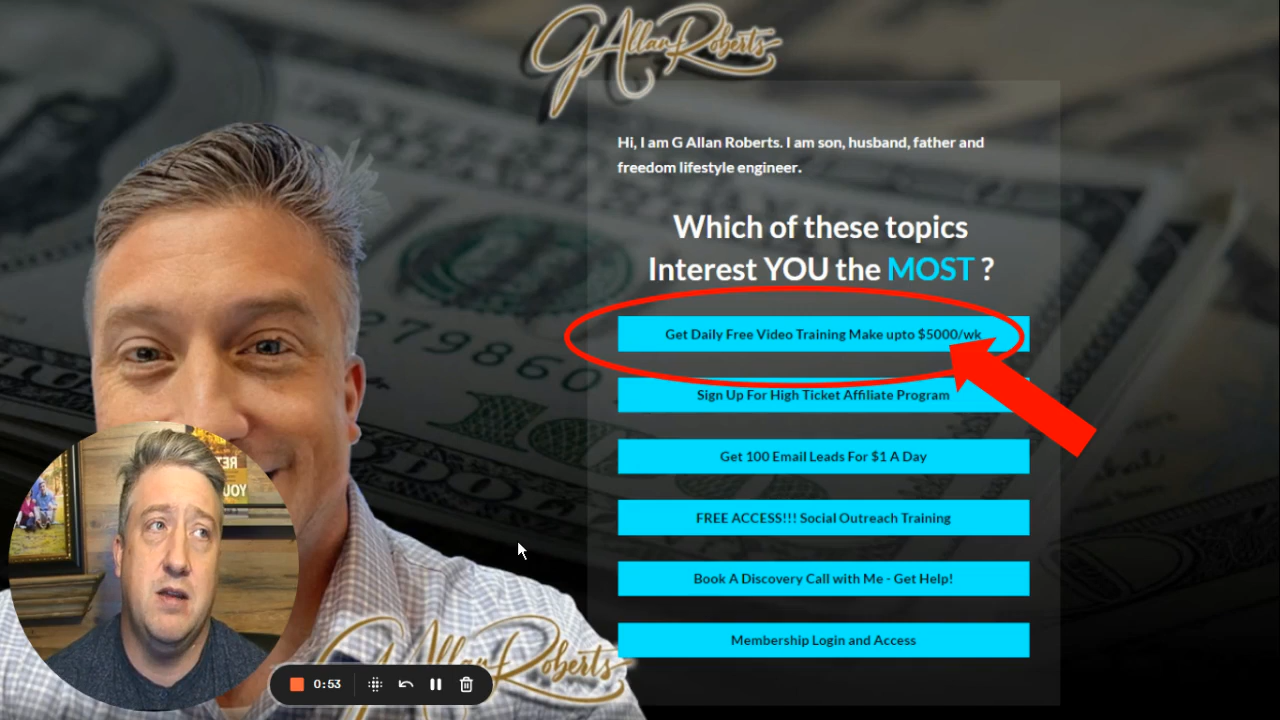 G Allan Roberts
Hi, I am G Allan Roberts. I am son, husband, father and
freedom lifestyle engineer.
Which of these topics
Interest YOU the MOST ?
Get Daily Free Video Training Make upto $5000/wk
Sign Up For High Ticket Affiliate Program
Get 100 Email Leads For $1 A Day
FREE ACCESS!!! Social Outreach Training
Book A Discovery Call with Me - Get Help!
Membership Login and Access
G Allan Roberts
0:53